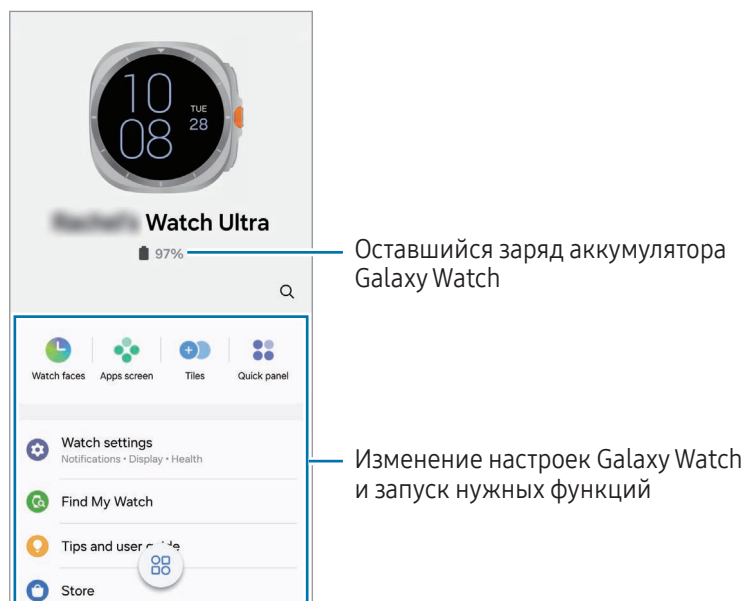 10
08
TUE
28
Watch Ultra
97%
Оставшийся заряд аккумулятора
Galaxy Watch
Watch faces
Apps screen
Tiles
Quick panel
Watch settings
Notifications • Display • Health
Изменение настроек Galaxy Watch
и запуск нужных функций
Find My Watch
Tips and user
Store